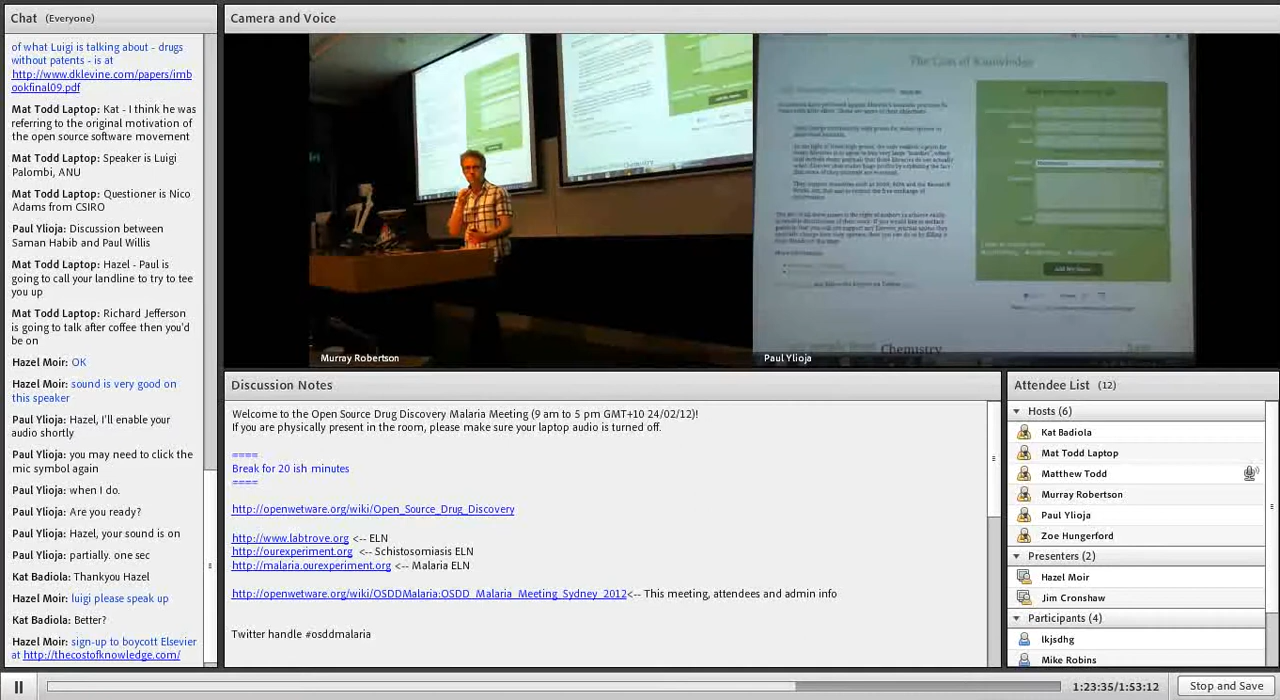 Chat (Everyone)
of what Luigi is talking about - drugs
without patents - is at
http://www.dklevine.com/papers/imb
ookfinal09.pdf
Mat Todd Laptop: Kat - I think he was
referring to the original motivation of
the open source software movement
Mat Todd Laptop: Speaker is Luigi
Palombi, ANU
Mat Todd Laptop: Questioner is Nico
Adams from CSIRO
Paul Ylioja: Discussion between
Saman Habib and Paul Willis
Mat Todd Laptop: Hazel - Paul is
going to call your landline to try to tee
you up
Mat Todd Laptop: Richard Jefferson
is going to talk after coffee then you'd
be on
Hazel Moir: OK
Hazel Moir: sound is very good on
this speaker
Paul Ylioja: Hazel, I'll enable your
audio shortly
Paul Ylioja: you may need to click the
mic symbol again
Paul Ylioja: when I do.
Paul Ylioja: Are you ready?
Paul Ylioja: Hazel, your sound is on
Paul Ylioja: partially. one sec
Kat Badiola: Thankyou Hazel
Hazel Moir: luigi please speak up
Kat Badiola: Better?
Hazel Moir: sign-up to boycott Elsevier
at http://thecostofknowledge.com/
Camera and Voice
The Cost of Knowledge
Chemistry
Chemistry
Murray Robertson
Paul Ylioja
Discussion Notes
Welcome to the Open Source Drug Discovery Malaria Meeting (9 am to 5 pm GMT+10 24/02/12)!
If you are physically present in the room, please make sure your laptop audio is turned off.
====
Break for 20 ish minutes
====
http://openwetware.org/wiki/Open_Source_Drug_Discovery
http://www.labtrove.org <-- ELN
http://ourexperiment.org <-- Schistosomiasis ELN
http://malaria.ourexperiment.org <-- Malaria ELN
http://openwetware.org/wiki/OSDDMalaria:OSDD_Malaria_Meeting_Sydney_2012<-- This meeting, attendees and admin info
Twitter handle #osddmalaria
Attendee List (12)
Hosts (6)
Kat Badiola
Mat Todd Laptop
Matthew Todd
Murray Robertson
Paul Ylioja
Zoe Hungerford
Presenters (2)
Hazel Moir
Jim Cronshaw
Participants (4)
lkjsdhg
Mike Robins
1:23:35/1:53:12
Stop and Save